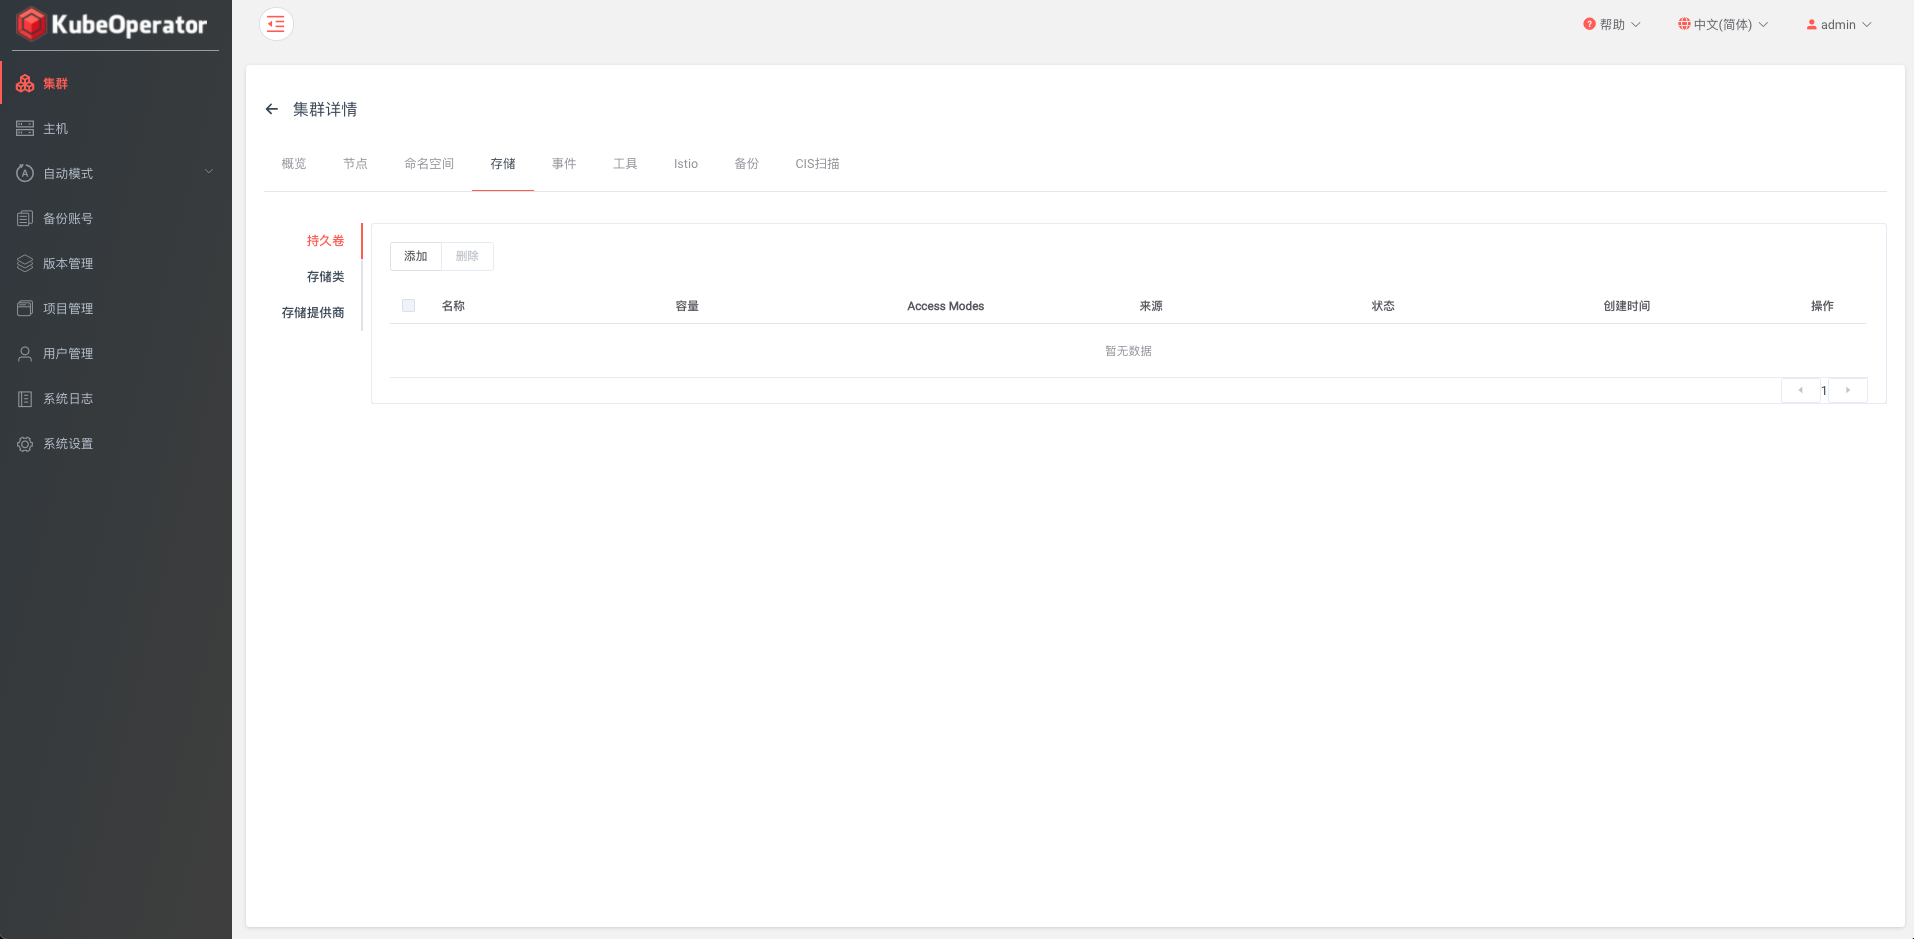 KubeOperator
帮助 中文(简体) admin
集群
主机
自动模式
备份账号
版本管理
项目管理
用户管理
系统日志
系统设置
集群详情
概览 节点 命名空间 存储 事件 工具 Istio 备份 CIS扫描
持久卷
存储类
存储提供商
添加 删除
名称 容量 Access Modes 来源 状态 创建时间 操作
暂无数据
1